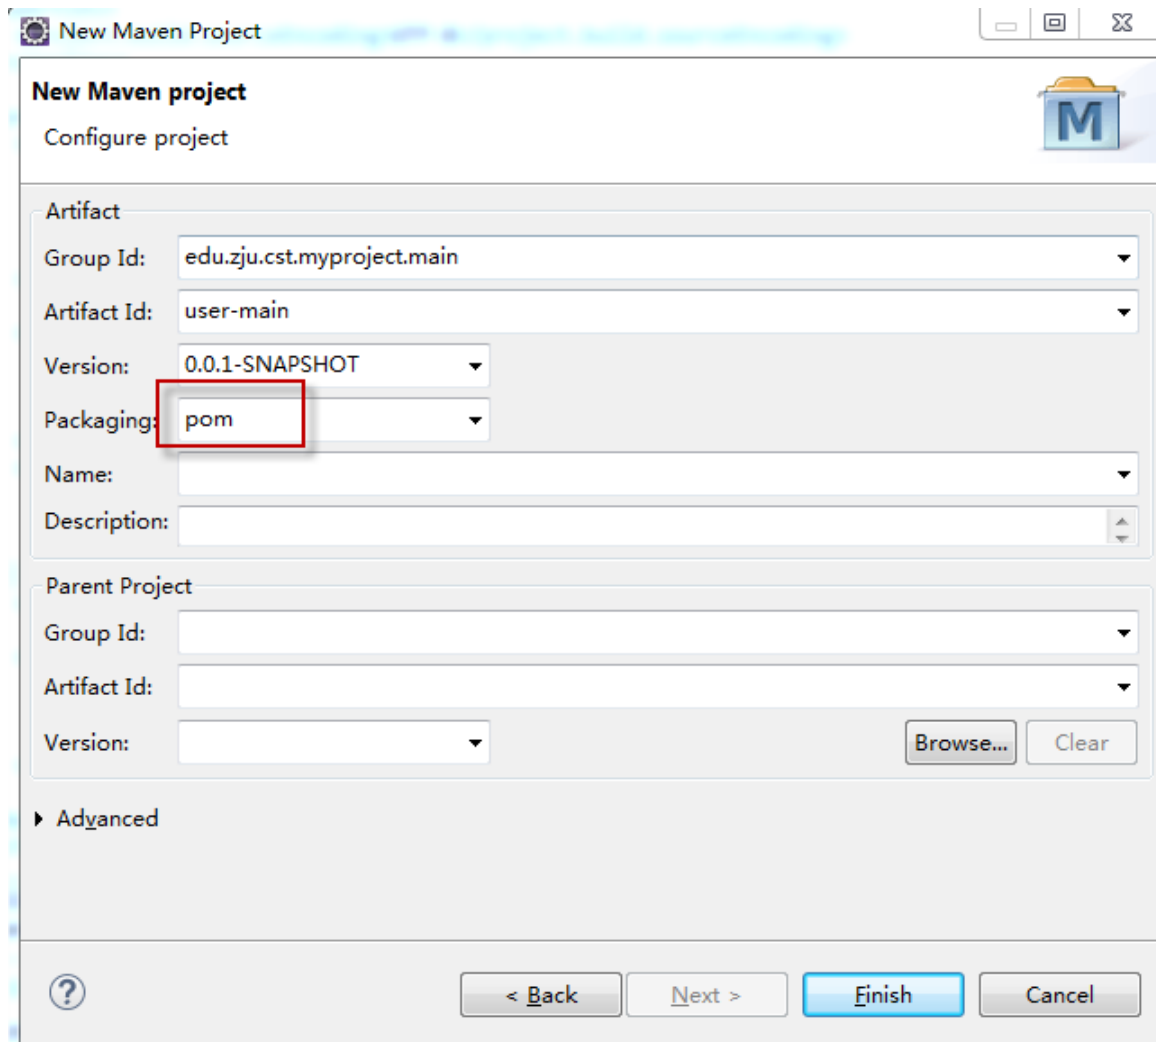 New Maven Project
New Maven project
Configure project
M
Artifact
Group Id: edu.zju.cst.myproject.main
Artifact Id: user-main
Version: 0.0.1-SNAPSHOT
Packaging: pom
Name:
Description:
Parent Project
Group Id:
Artifact Id:
Version: Browse... Clear
Advanced
? < Back Next > Finish Cancel